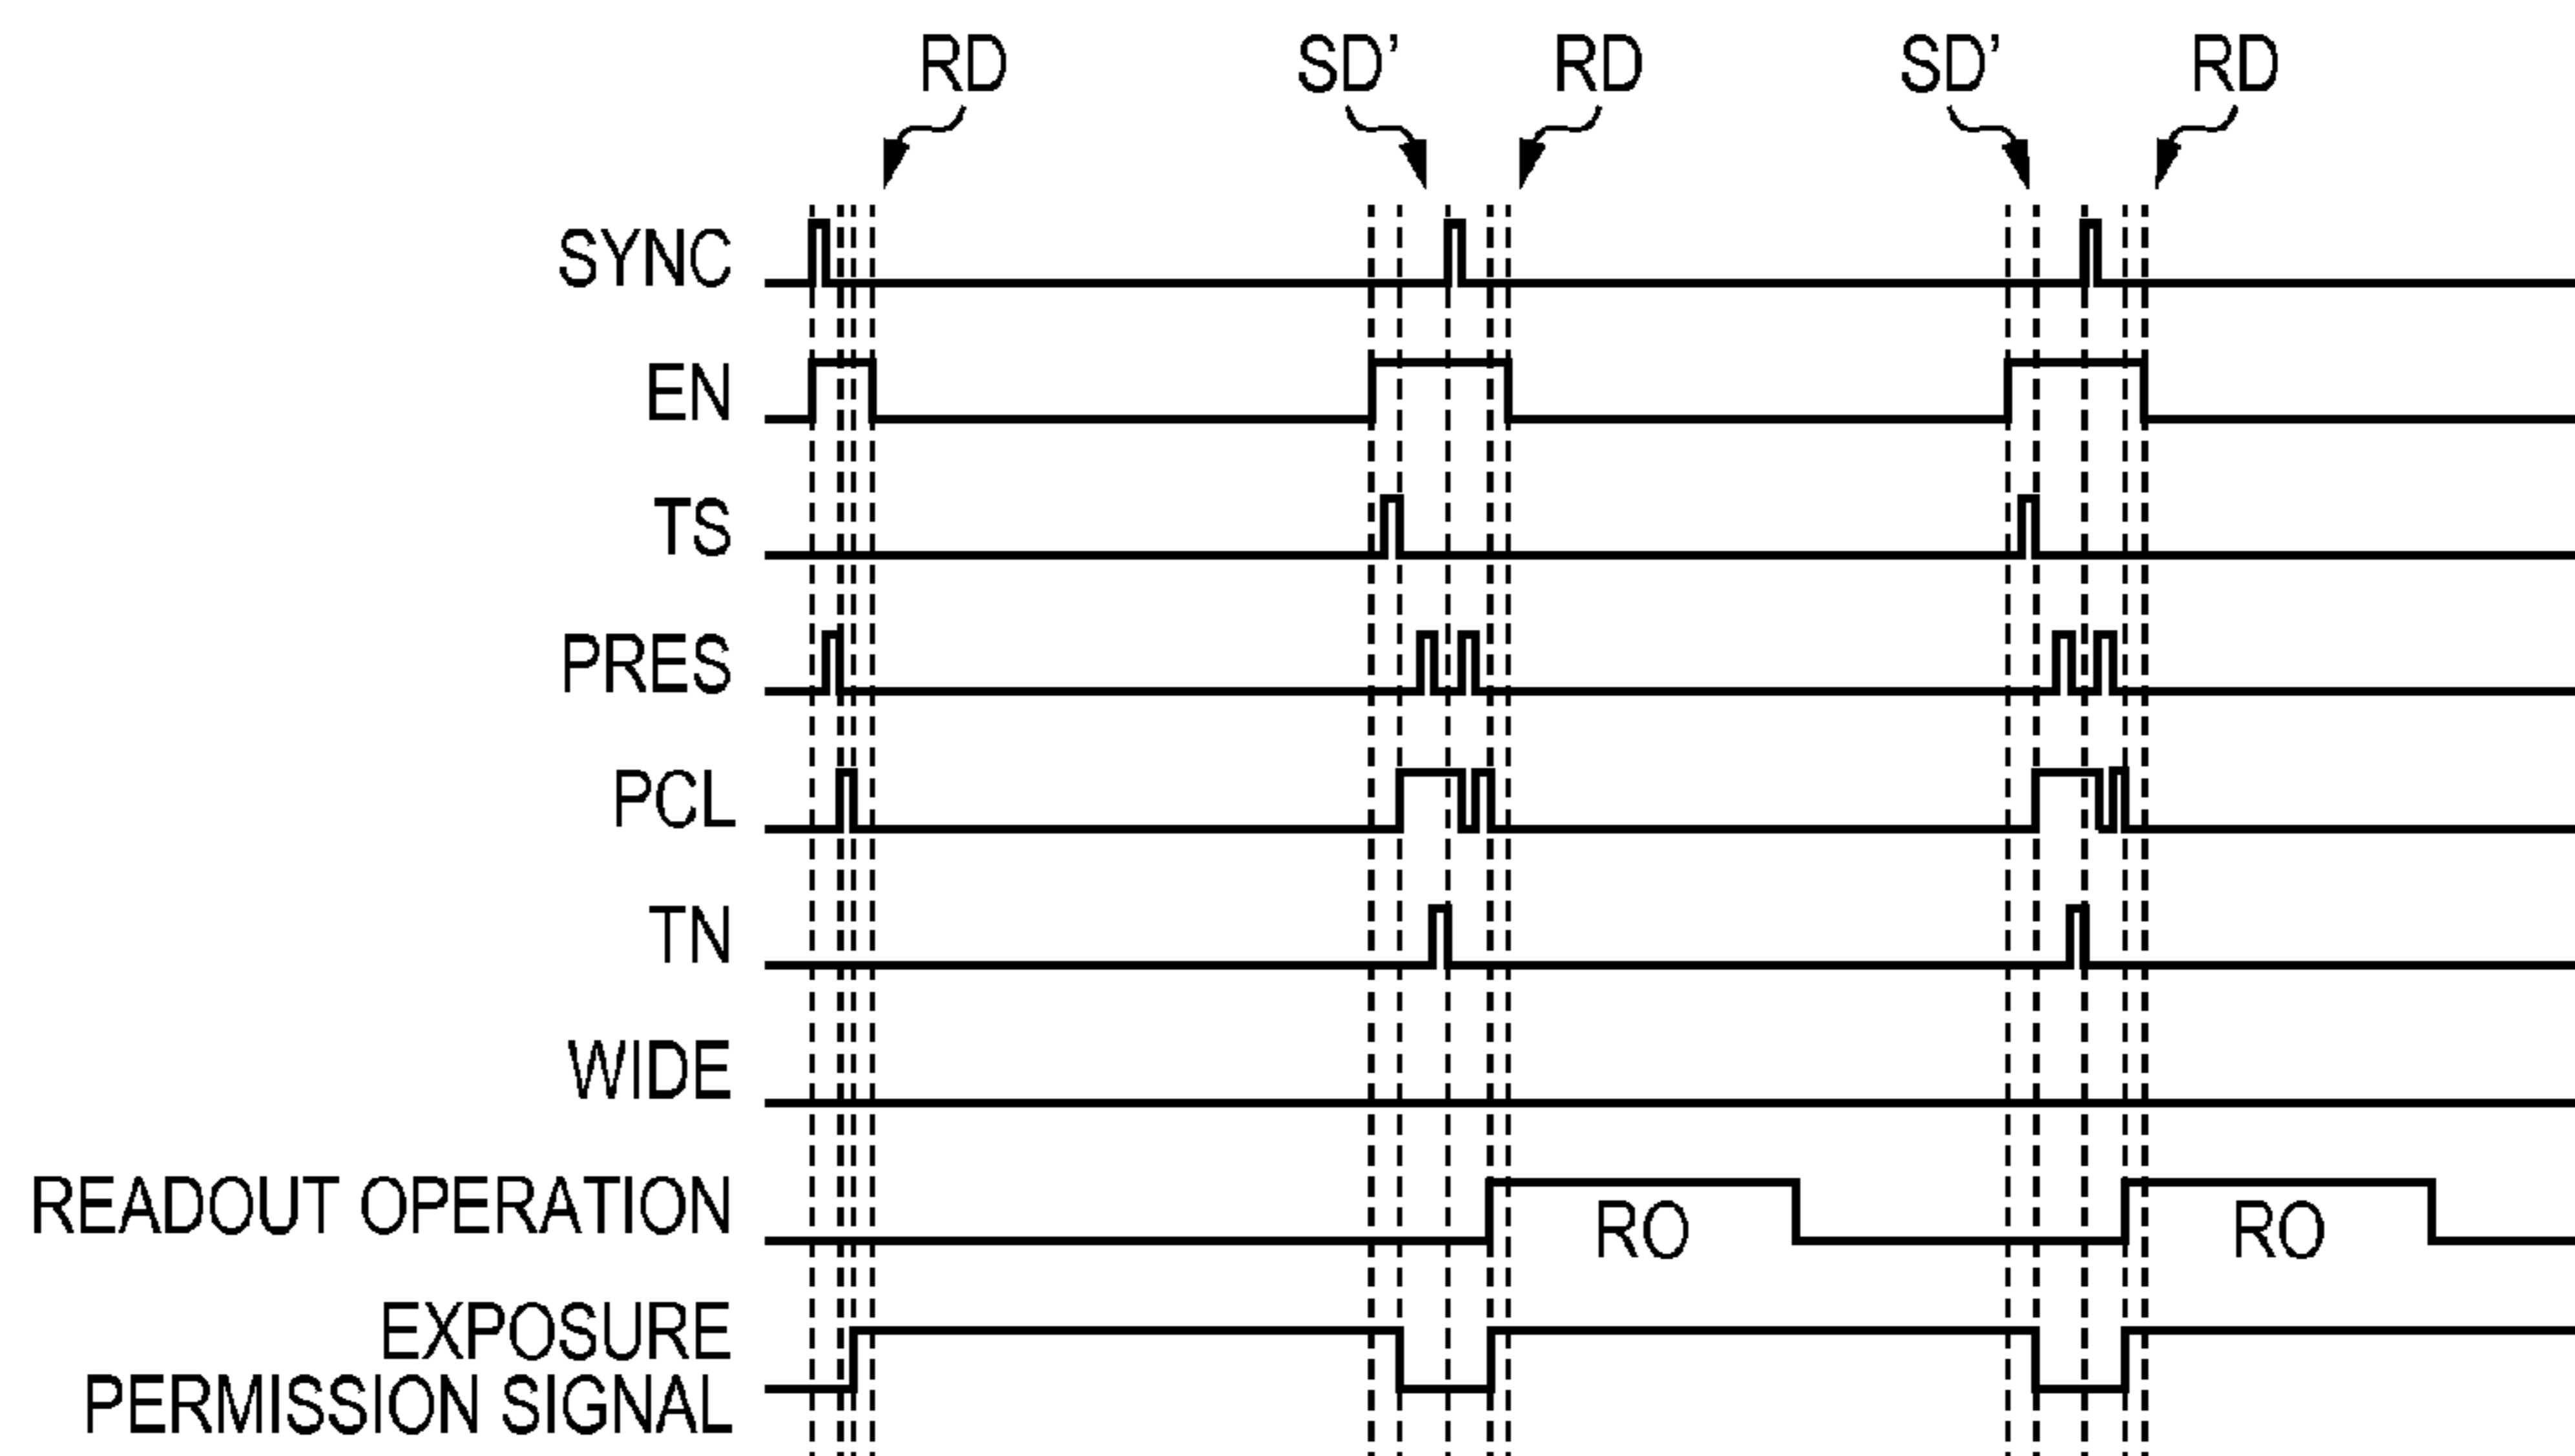 RD SD’ RD SD’ RD
SYNC
EN
TS
PRES
PCL
TN
WIDE
READOUT OPERATION RO RO
EXPOSURE
PERMISSION SIGNAL